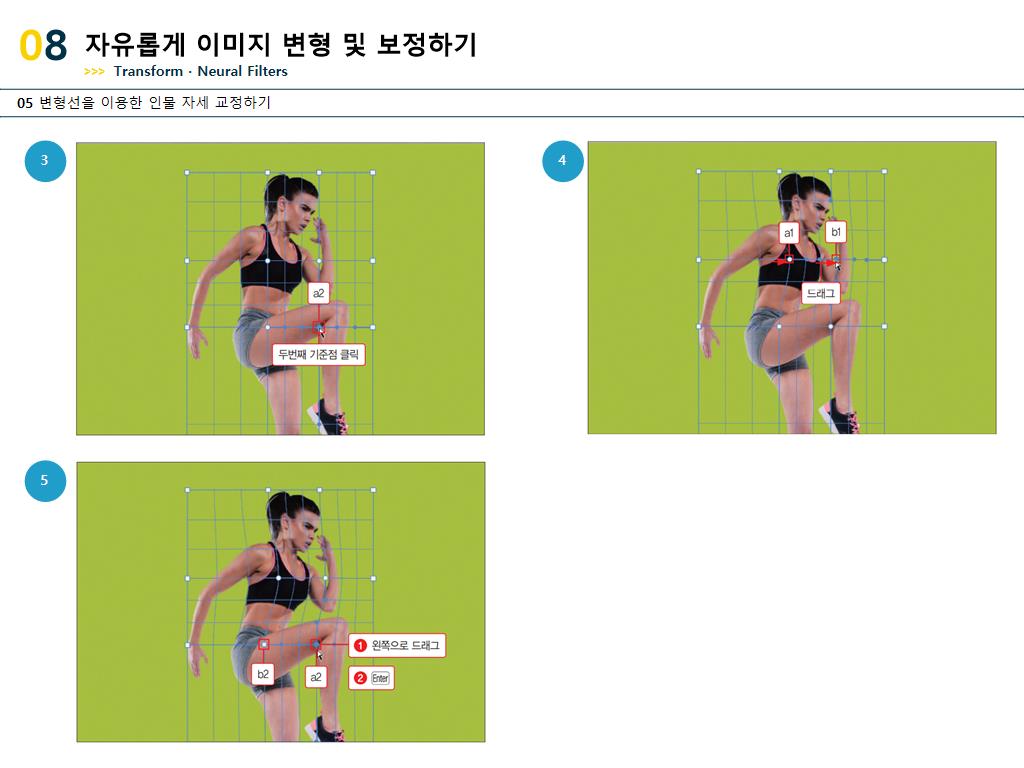 08 자유롭게 이미지 변형 및 보정하기
>>> Transform · Neural Filters
05 변형선을 이용한 인물 자세 교정하기
3
a2
두번째 기준점 클릭
4
a1
b1
드래그
5
1 왼쪽으로 드래그
b2
a2
2 Enter